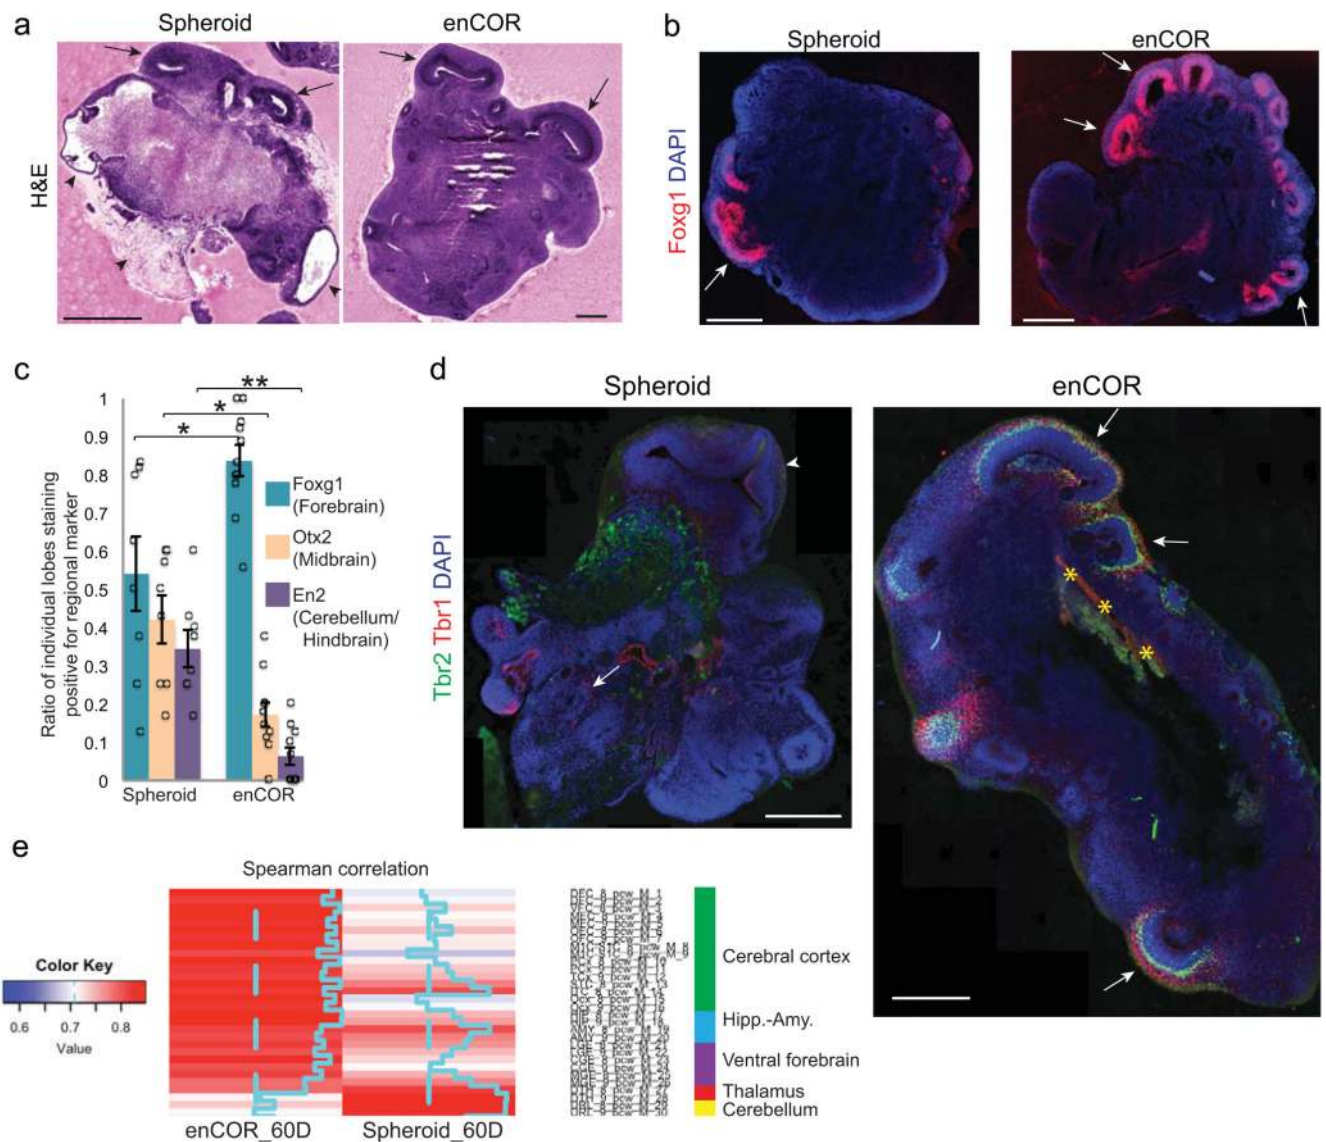 a
Spheroid
enCOR
H&E
b
Spheroid
enCOR
Foxg1 DAPI
c
**
*
*
1
0.9
0.8
0.7
0.6
0.5
0.4
0.3
0.2
0.1
0
Ratio of individual lobes staining
positive for regional marker
Foxg1
(Forebrain)
Otx2
(Midbrain)
En2
(Cerebellum/
Hindbrain)
Spheroid
enCOR
d
Spheroid
enCOR
Tbr2 Tbr1 DAPI
*
*
*
e
Spearman correlation
Color Key
0.6 0.7 0.8
Value
enCOR_60D
Spheroid_60D
Cerebral cortex
Hipp.-Amy.
Ventral forebrain
Thalamus
Cerebellum